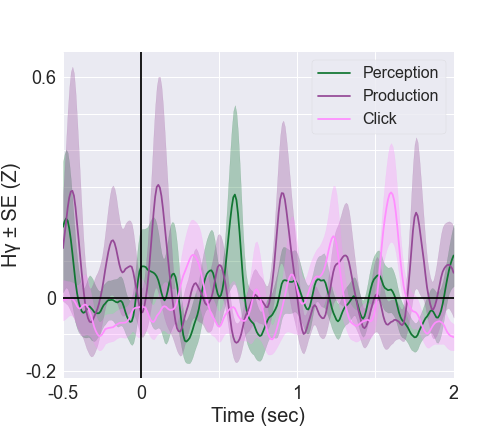 Perception
Production
Click
Hγ ± SE (Z)
0.6
0
-0.2
-0.5 0 1 2
Time (sec)